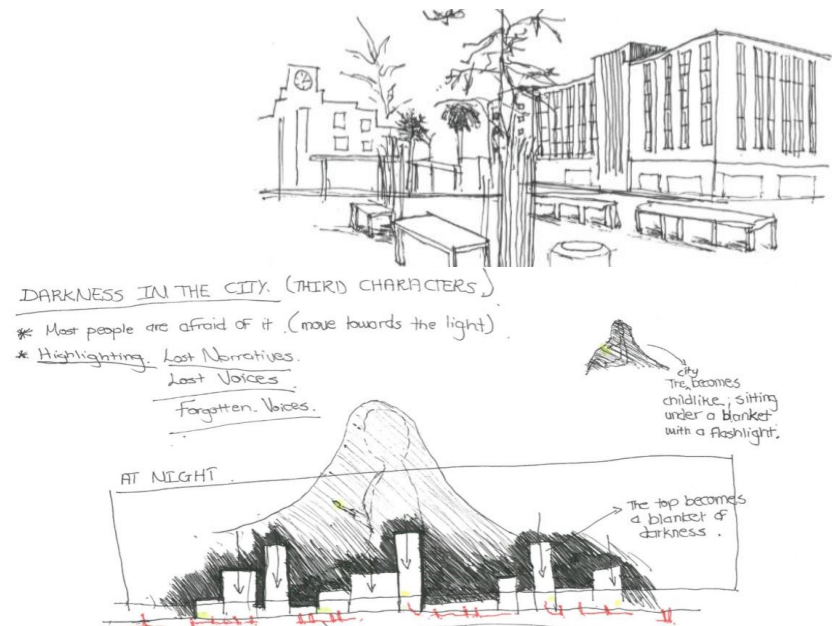 DARKNESS IN THE CITY. (THIRD CHARACTERS)
* Most people are afraid of it. (move towards the light)
* Highlighting. Lost Narratives.
Lost Voices
Forgotten. Voices.
The city becomes
childlike; sitting
under a blanket
with a flashlight.
AT NIGHT
The top becomes
a blanket of
darkness.